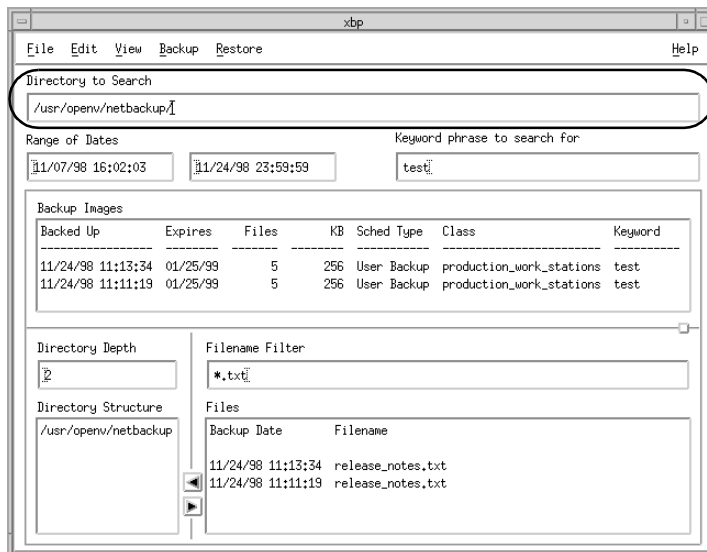 xbp
File Edit View Backup Restore Help
Directory to Search
/usr/openv/netbackup/
Range of Dates Keyword phrase to search for
11/07/98 16:02:03 11/24/98 23:59:59 test
Backup Images
Backed Up Expires Files KB Sched Type Class Keyword
----------------- -------- ------- -------- ----------- ----------------------- ----------
11/24/98 11:13:34 01/25/99 5 256 User Backup production_work_stations test
11/24/98 11:11:19 01/25/99 5 256 User Backup production_work_stations test
Directory Depth Filename Filter
2 *.txt
Directory Structure Files
/usr/openv/netbackup Backup Date Filename
11/24/98 11:13:34 release_notes.txt
11/24/98 11:11:19 release_notes.txt